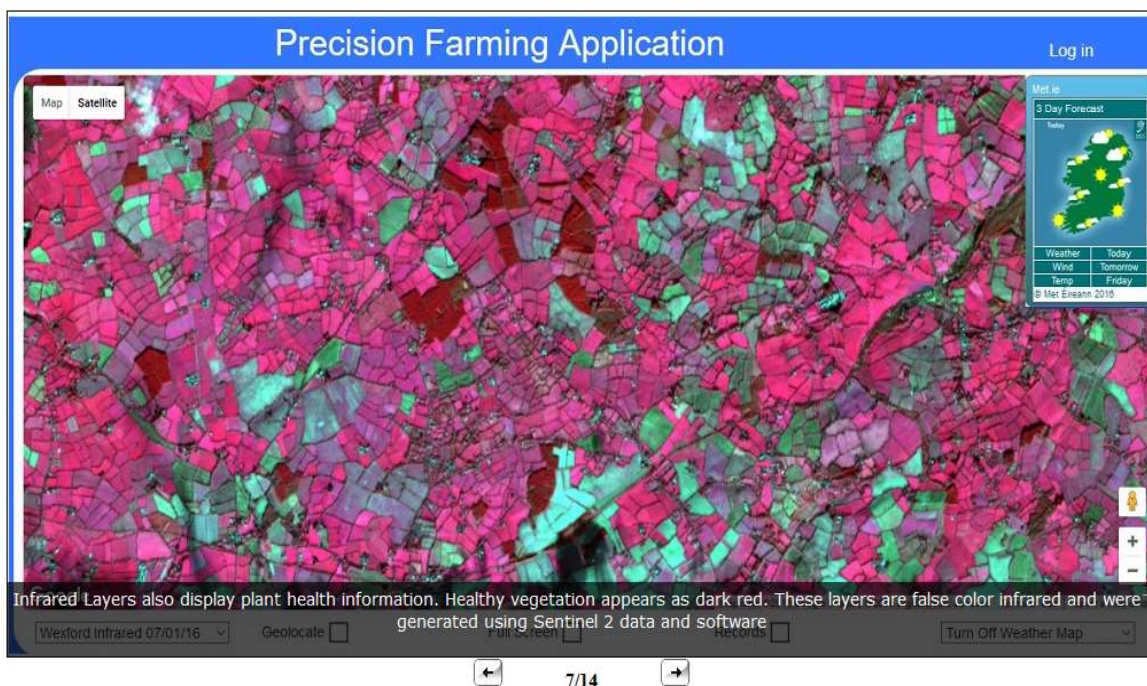 Precision Farming Application
Log in
Map Satellite
Met.ie
3 Day Forecast
Today
Weather Today
Wind Tomorrow
Temp Friday
© Met Éireann 2016
Google
Infrared Layers also display plant health information. Healthy vegetation appears as dark red. These layers are false color infrared and were
generated using Sentinel 2 data and software
Wexford Infrared 07/01/16 Geolocate Full Screen Records Turn Off Weather Map
7/14